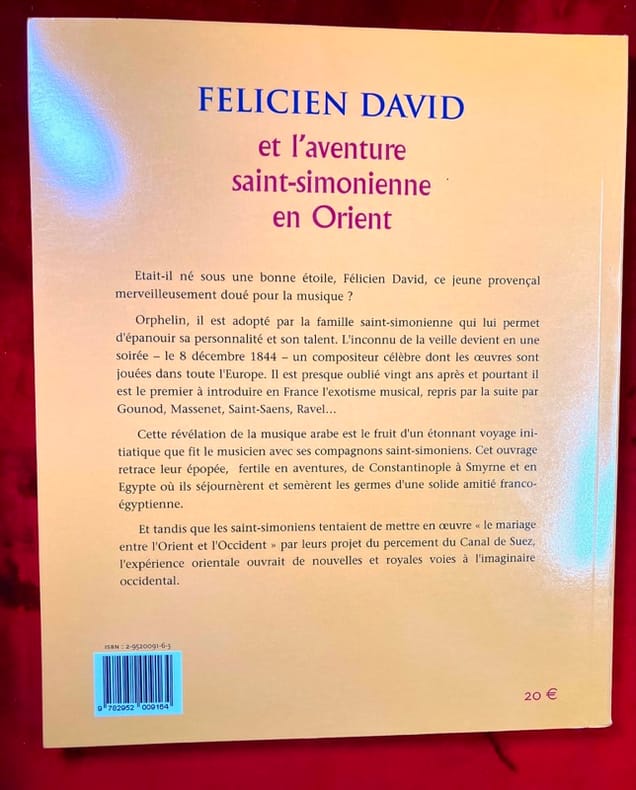 FELICIEN DAVID
et l'aventure
saint-simonienne
en Orient
Etait-il né sous une bonne étoile, Félicien David, ce jeune provençal
merveilleusement doué pour la musique ?
Orphelin, il est adopté par la famille saint-simonienne qui lui permet
d'épanouir sa personnalité et son talent. L'inconnu de la veille devient en une
soirée – le 8 décembre 1844 – un compositeur célèbre dont les œuvres sont
jouées dans toute l'Europe. Il est presque oublié vingt ans après et pourtant il
est le premier à introduire en France l'exotisme musical, repris par la suite par
Gounod, Massenet, Saint-Saens, Ravel...
Cette révélation de la musique arabe est le fruit d'un étonnant voyage ini-
tiatique que fit le musicien avec ses compagnons saint-simoniens. Cet ouvrage
retrace leur épopée, fertile en aventures, de Constantinople à Smyrne et en
Egypte où ils séjournèrent et semèrent les germes d'une solide amitié franco-
égyptienne.
Et tandis que les saint-simoniens tentaient de mettre en œuvre « le mariage
entre l'Orient et l'Occident » par leurs projet du percement du Canal de Suez,
l'expérience orientale ouvrait de nouvelles et royales voies à l'imaginaire
occidental.
ISBN : 2-9520091-6-3
9 782952 009164
20 €